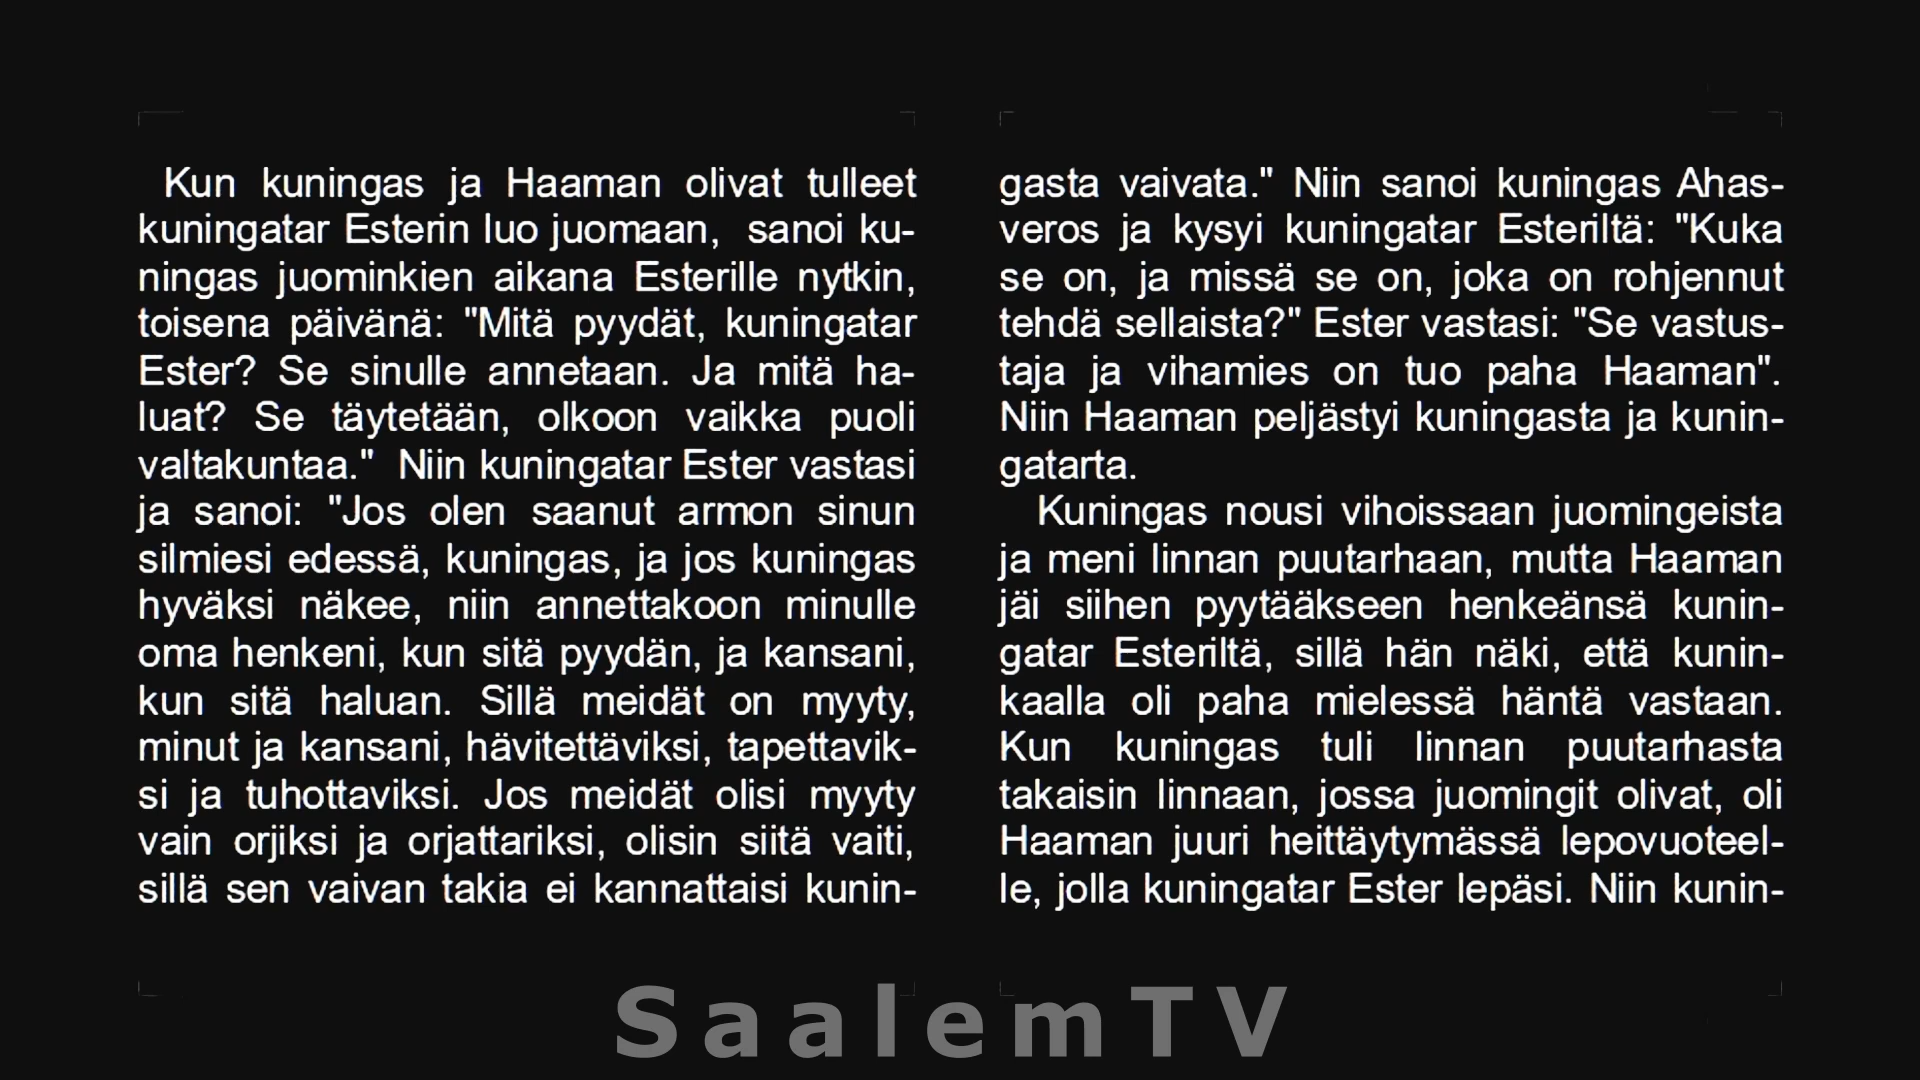 Kun kuningas ja Haaman olivat tulleet
kuningatar Esterin luo juomaan, sanoi ku-
ningas juominkien aikana Esterille nytkin,
toisena päivänä: "Mitä pyydät, kuningatar
Ester? Se sinulle annetaan. Ja mitä ha-
luat? Se täytetään, olkoon vaikka puoli
valtakuntaa." Niin kuningatar Ester vastasi
ja sanoi: "Jos olen saanut armon sinun
silmiesi edessä, kuningas, ja jos kuningas
hyväksi näkee, niin annettakoon minulle
oma henkeni, kun sitä pyydän, ja kansani,
kun sitä haluan. Sillä meidät on myyty,
minut ja kansani, hävitettäviksi, tapettavik-
si ja tuhottaviksi. Jos meidät olisi myyty
vain orjiksi ja orjattariksi, olisin siitä vaiti,
sillä sen vaivan takia ei kannattaisi kunin-
gasta vaivata." Niin sanoi kuningas Ahas-
veros ja kysyi kuningatar Esteriltä: "Kuka
se on, ja missä se on, joka on rohjennut
tehdä sellaista?" Ester vastasi: "Se vastus-
taja ja vihamies on tuo paha Haaman".
Niin Haaman peljästyi kuningasta ja kunin-
gatarta.
Kuningas nousi vihoissaan juomingeista
ja meni linnan puutarhaan, mutta Haaman
jäi siihen pyytääkseen henkeänsä kunin-
gatar Esteriltä, sillä hän näki, että kunin-
kaalla oli paha mielessä häntä vastaan.
Kun kuningas tuli linnan puutarhasta
takaisin linnaan, jossa juomingit olivat, oli
Haaman juuri heittäytymässä lepovuoteel-
le, jolla kuningatar Ester lepäsi. Niin kunin-
SaalemTV